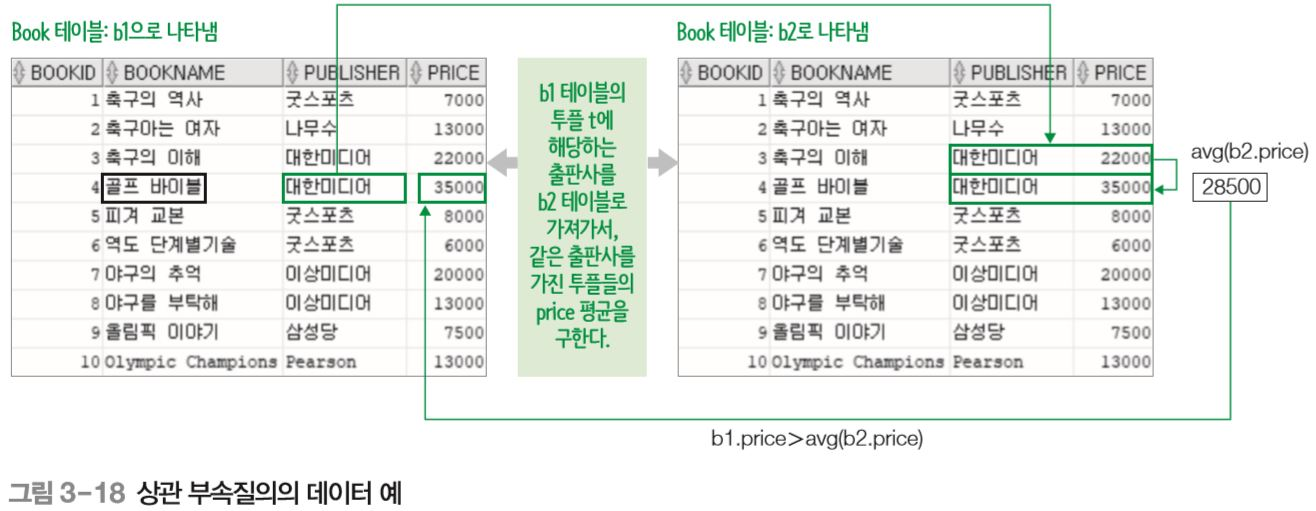 Book 테이블: b1으로 나타냄
BOOKID BOOKNAME PUBLISHER PRICE
1 축구의 역사 굿스포츠 7000
2 축구아는 여자 나무수 13000
3 축구의 이해 대한미디어 22000
4 골프 바이블 대한미디어 35000
5 피겨 교본 굿스포츠 8000
6 역도 단계별기술 굿스포츠 6000
7 야구의 추억 이상미디어 20000
8 야구를 부탁해 이상미디어 13000
9 올림픽 이야기 삼성당 7500
10 Olympic Champions Pearson 13000
b1 테이블의
투플 t에
해당하는
출판사를
b2 테이블로
가져가서,
같은 출판사를
가진 투플들의
price 평균을
구한다.
Book 테이블: b2로 나타냄
BOOKID BOOKNAME PUBLISHER PRICE
1 축구의 역사 굿스포츠 7000
2 축구아는 여자 나무수 13000
3 축구의 이해 대한미디어 22000
4 골프 바이블 대한미디어 35000
5 피겨 교본 굿스포츠 8000
6 역도 단계별기술 굿스포츠 6000
7 야구의 추억 이상미디어 20000
8 야구를 부탁해 이상미디어 13000
9 올림픽 이야기 삼성당 7500
10 Olympic Champions Pearson 13000
avg(b2.price)
28500
b1.price>avg(b2.price)
그림 3-18 상관 부속질의의 데이터 예